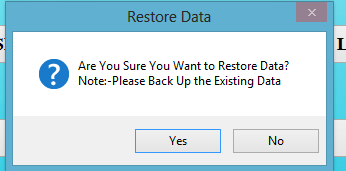 Restore Data
Are You Sure You Want to Restore Data?
Note:-Please Back Up the Existing Data
Yes
No